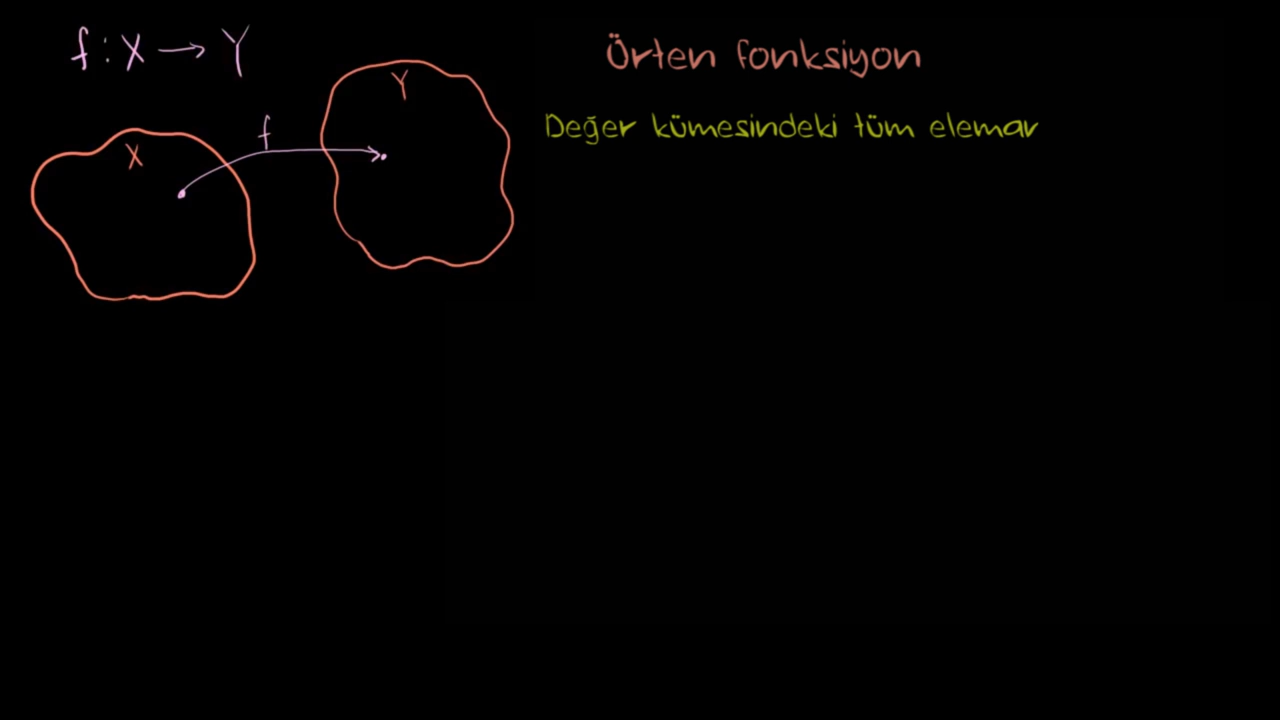 f : X → Y
Örten fonksiyon
Değer kümesindeki tüm elemar
X
f
Y